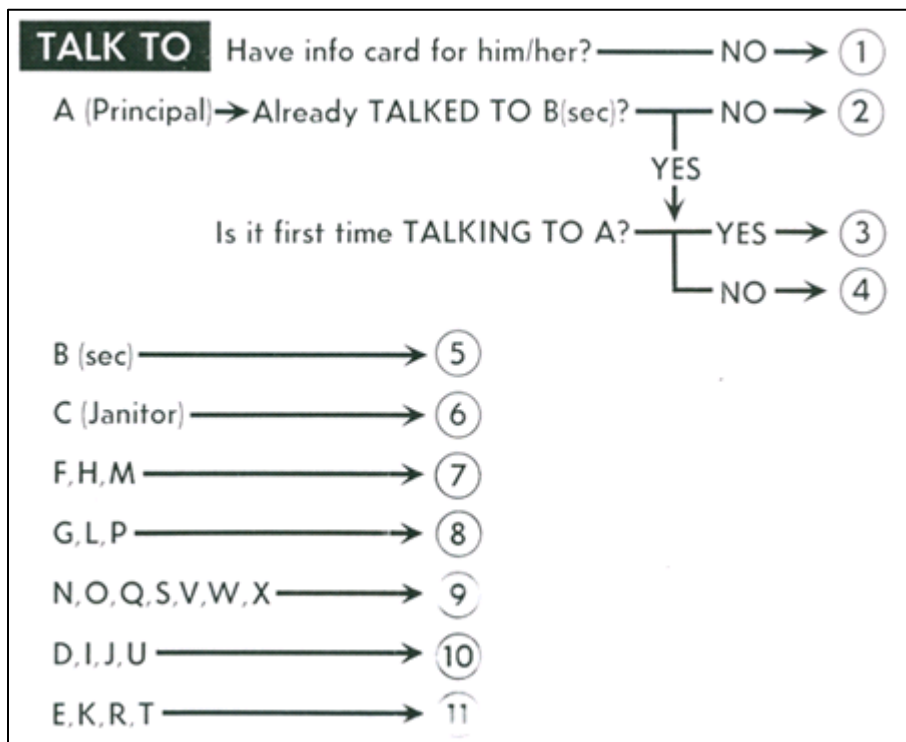 TALK TO Have info card for him/her? NO 1
A (Principal) Already TALKED TO B(sec)? NO 2
YES
Is it first time TALKING TO A? YES 3
NO 4
B (sec) 5
C (Janitor) 6
F,H,M 7
G,L,P 8
N,O,Q,S,V,W,X 9
D,I,J,U 10
E,K,R,T 11